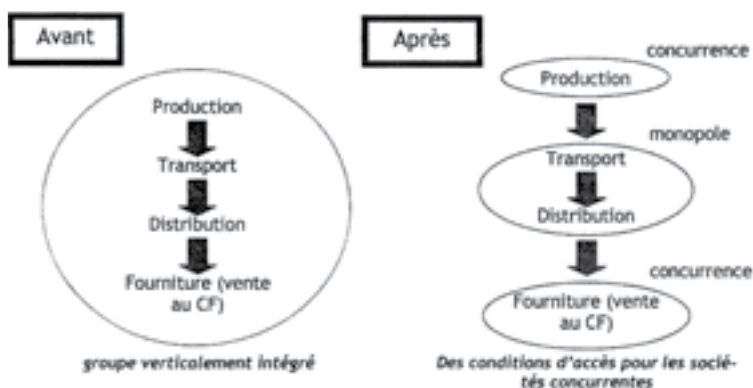 Avant
Production
Transport
Distribution
Fourniture (vente
au CF)
groupe verticalement intégré
Après
concurrence
Production
monopole
Transport
Distribution
concurrence
Fourniture (vente
au CF)
Des conditions d'accès pour les socié-
tés concurrentes